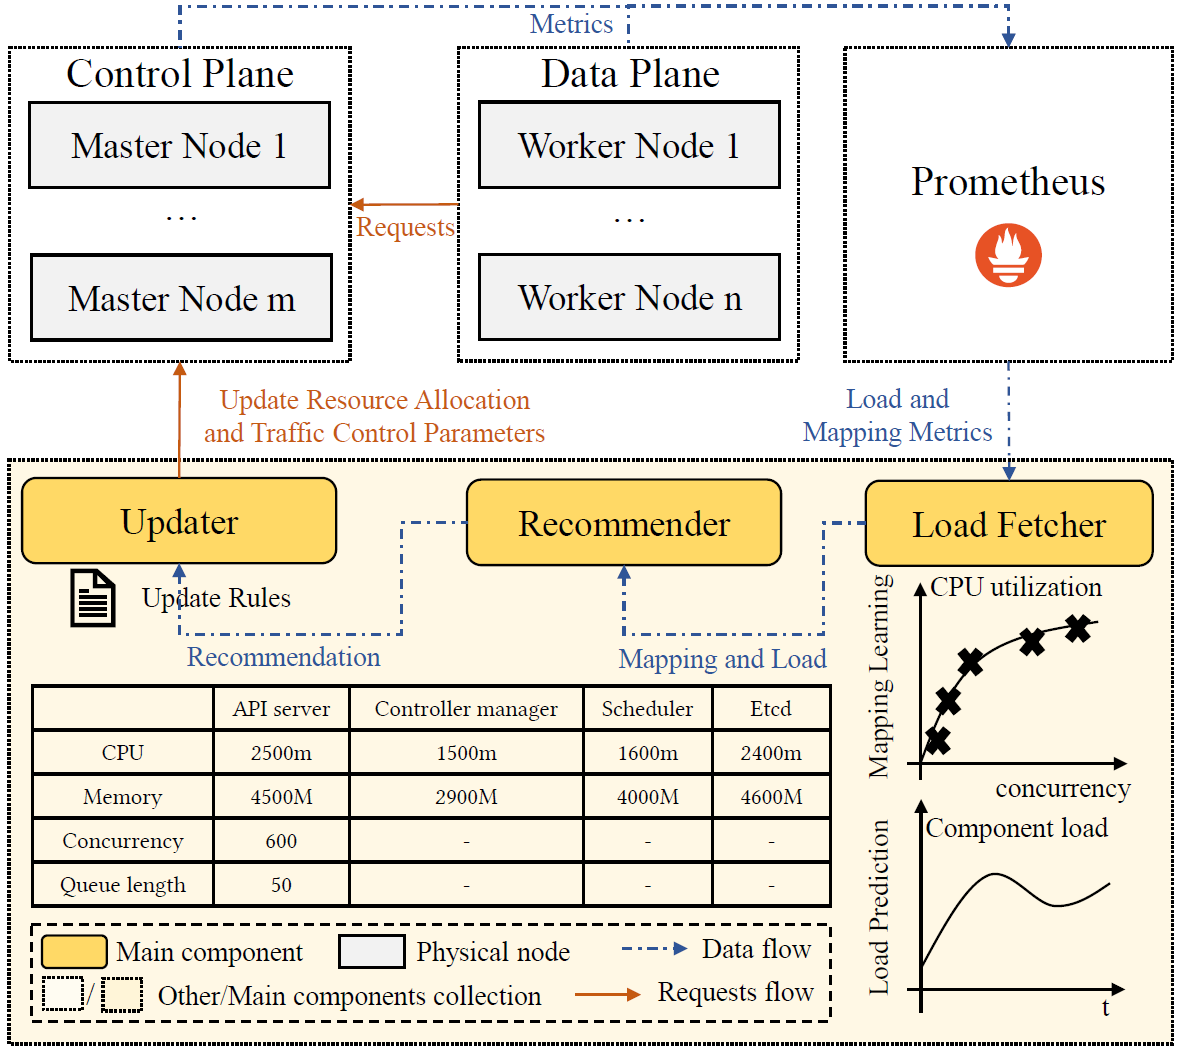 Metrics
Control Plane
Data Plane
Master Node 1
Worker Node 1
Prometheus
...
...
Requests
Master Node m
Worker Node n
Update Resource Allocation
and Traffic Control Parameters
Load and
Mapping Metrics
Updater
Recommender
Load Fetcher
Update Rules
Recommendation
Mapping and Load
CPU utilization
Mapping Learning
concurrency
API server Controller manager Scheduler Etcd
CPU 2500m 1500m 1600m 2400m
Memory 4500M 2900M 4000M 4600M
Concurrency 600 - - -
Queue length 50 - - -
Component load
Load Prediction
t
Main component
Physical node
Data flow
/
Other/Main components collection
Requests flow